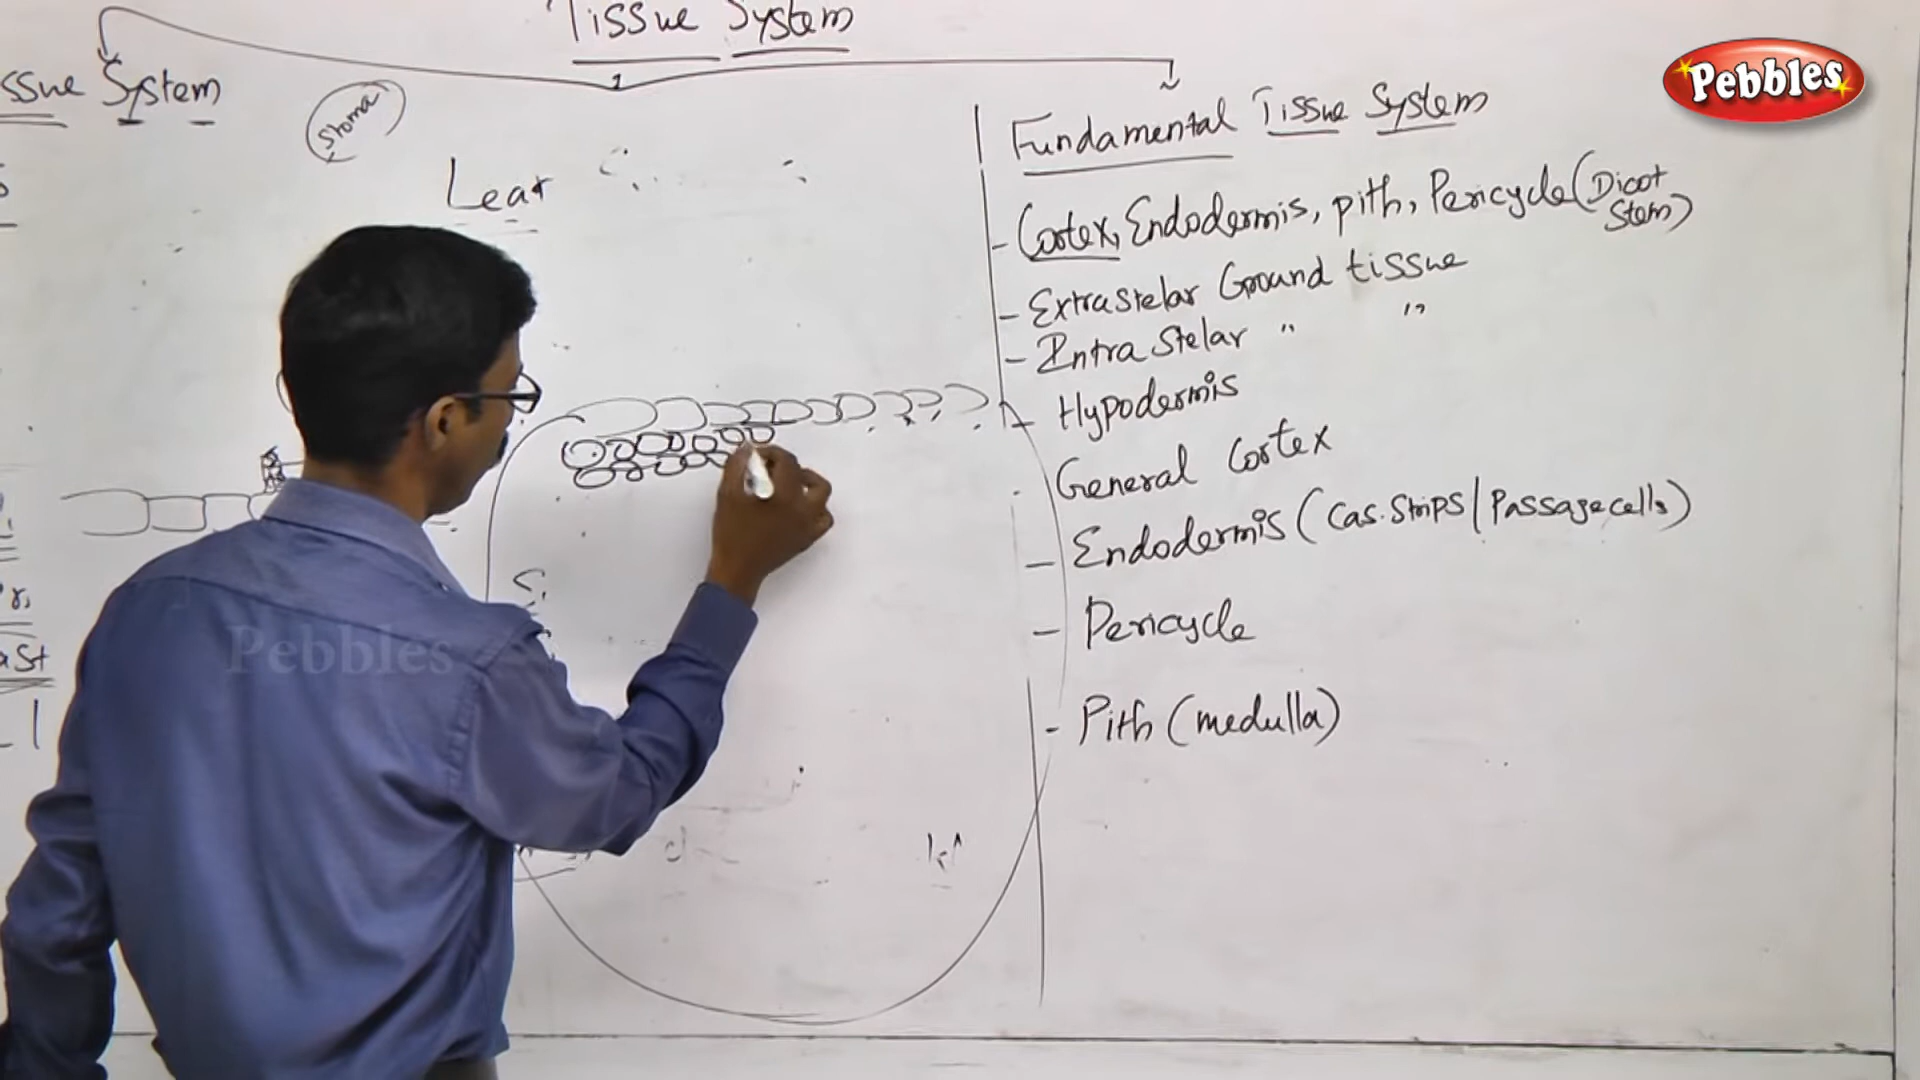 Tissue System
ssue System
Stoma
Leaf
Fundamental Tissue System
- Cortex, Endodermis, pith, Pericycle (Dicot Stem)
- Extrastelar Ground tissue
- Intra Stelar " "
- Hypodermis
General Cortex
- Endodermis (Cas. Strips / Passage cells)
- Pericycle
- Pith (medulla)
Pebbles
Pebbles